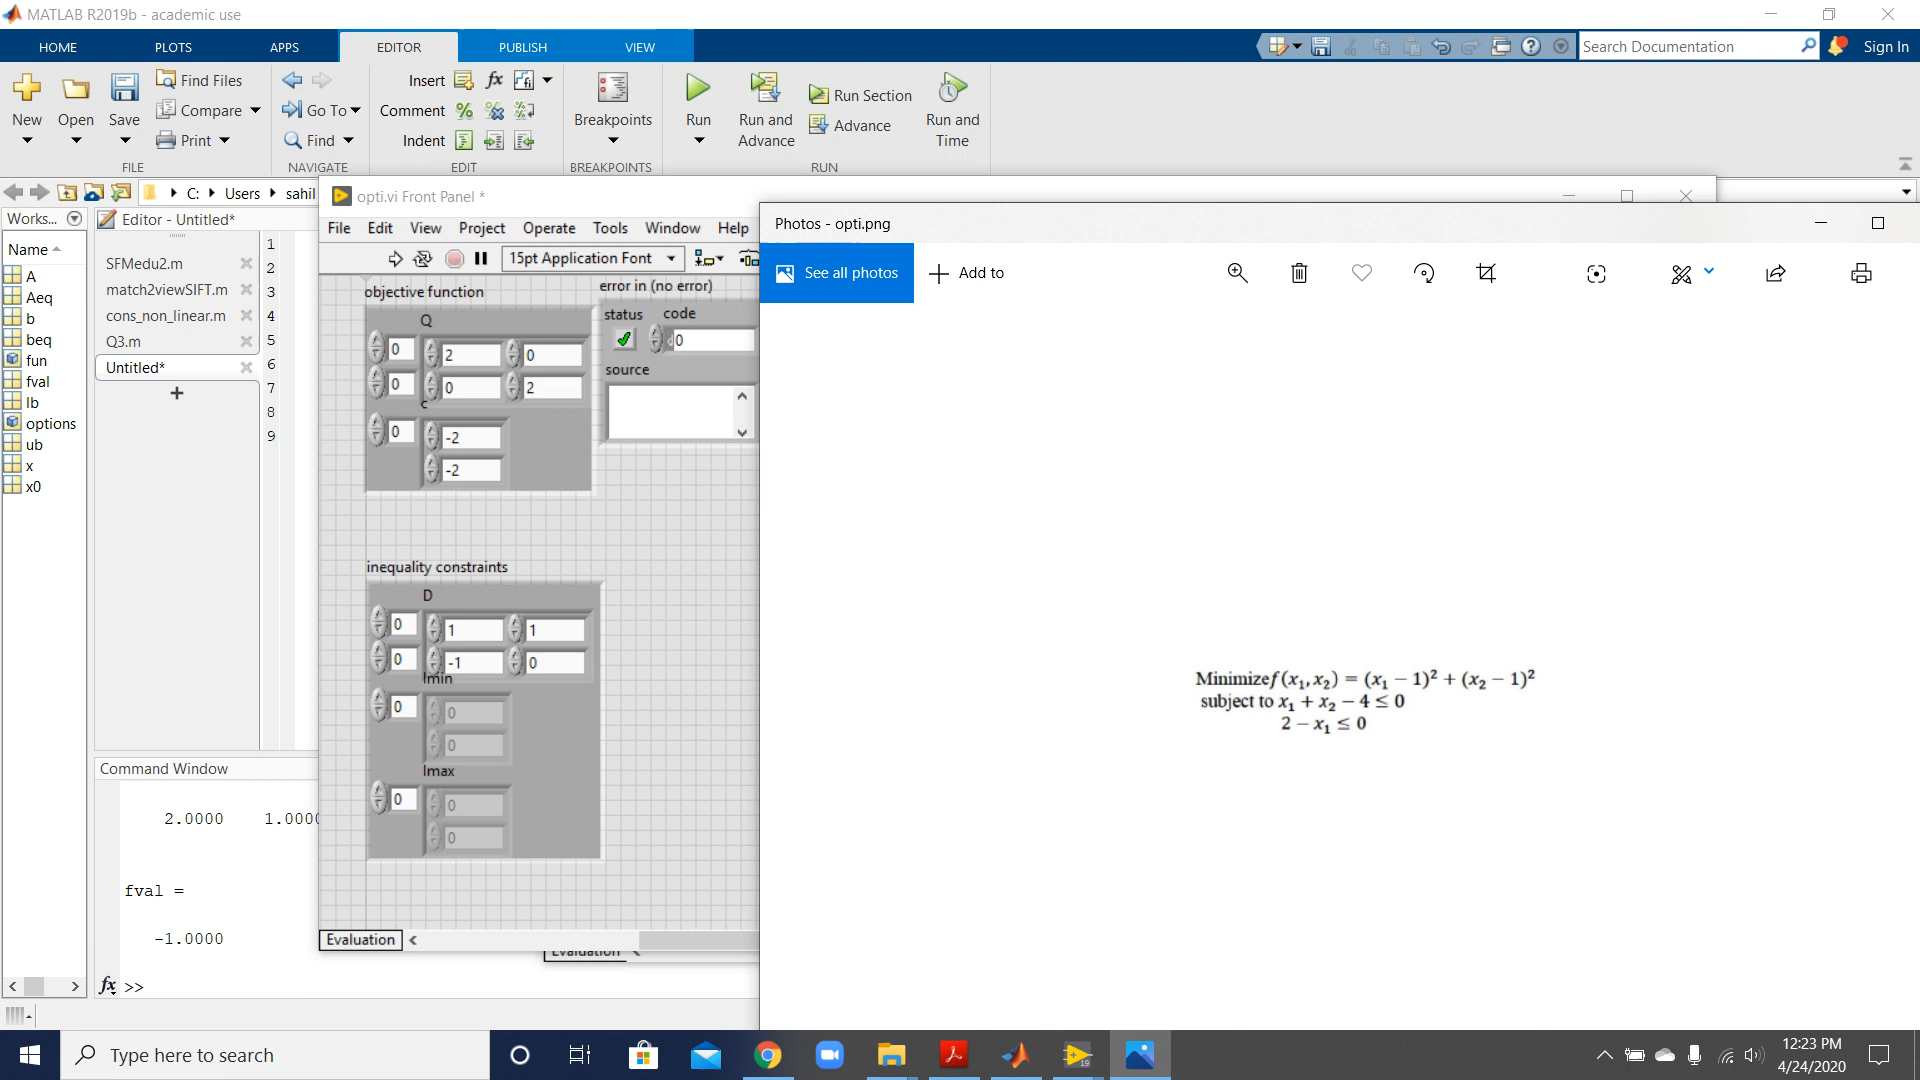 MATLAB R2019b - academic use
HOME PLOTS APPS EDITOR PUBLISH VIEW
Search Documentation
Sign In
New
Open
Save
Find Files
Compare
Print
FILE
Go To
Find
NAVIGATE
Insert
Comment
Indent
fx
EDIT
Breakpoints
BREAKPOINTS
Run
Run and
Advance
Run Section
Advance
Run and
Time
RUN
C: Users sahil
Works...
Name
A
Aeq
b
beq
fun
fval
lb
options
ub
x
x0
Editor - Untitled*
SFMedu2.m
match2viewSIFT.m
cons_non_linear.m
Q3.m
Untitled*
1
2
3
4
5
6
7
8
9
Command Window
2.0000 1.0000
fval =
-1.0000
fx >>
opti.vi Front Panel *
File Edit View Project Operate Tools Window Help
15pt Application Font
objective function
Q
0 2 0
0 0 2
c
0 -2
-2
error in (no error)
status code
d0
source
inequality constraints
D
0 1 1
0 -1 0
lmin
0 0
0
lmax
0 0
0
Evaluation
Evaluation
Photos - opti.png
See all photos
Add to
Minimizef(x₁,x₂) = (x₁ − 1)² + (x₂ − 1)²
subject to x₁ + x₂ − 4 ≤ 0
2 − x₁ ≤ 0
Type here to search
19
12:23 PM
4/24/2020